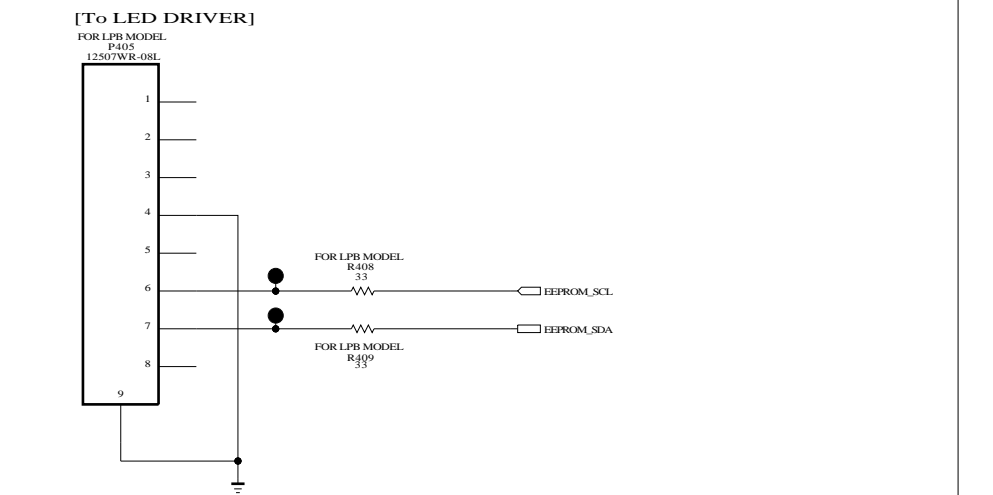 [To LED DRIVER]
FOR LPB MODEL
P405
12507WR-08L
1
2
3
4
5
6
7
8
9
FOR LPB MODEL
R408
33
EEPROM_SCL
EEPROM_SDA
FOR LPB MODEL
R409
33